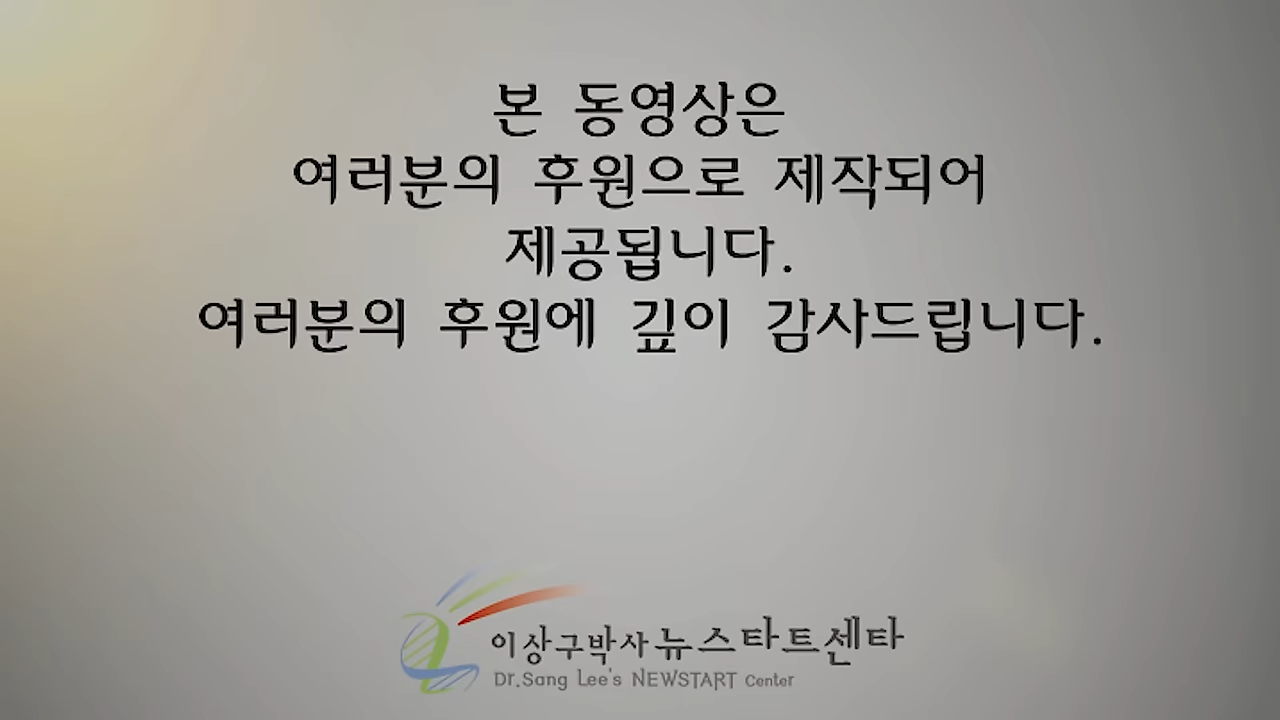 본 동영상은
여러분의 후원으로 제작되어
제공됩니다.
여러분의 후원에 깊이 감사드립니다.
이상구박사뉴스타트센타
Dr.Sang Lee's NEWSTART Center